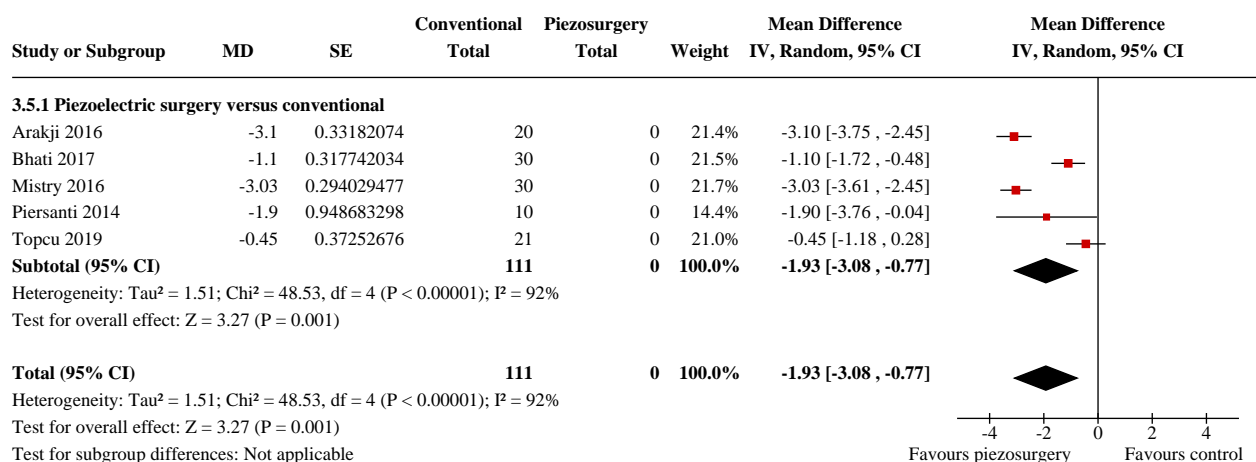 Conventional Piezosurgery Mean Difference Mean Difference
Study or Subgroup MD SE Total Total Weight IV, Random, 95% CI IV, Random, 95% CI
3.5.1 Piezoelectric surgery versus conventional
Arakji 2016 -3.1 0.33182074 20 0 21.4% -3.10 [-3.75 , -2.45]
Bhati 2017 -1.1 0.317742034 30 0 21.5% -1.10 [-1.72 , -0.48]
Mistry 2016 -3.03 0.294029477 30 0 21.7% -3.03 [-3.61 , -2.45]
Piersanti 2014 -1.9 0.948683298 10 0 14.4% -1.90 [-3.76 , -0.04]
Topcu 2019 -0.45 0.37252676 21 0 21.0% -0.45 [-1.18 , 0.28]
Subtotal (95% CI) 111 0 100.0% -1.93 [-3.08 , -0.77]
Heterogeneity: Tau² = 1.51; Chi² = 48.53, df = 4 (P < 0.00001); I² = 92%
Test for overall effect: Z = 3.27 (P = 0.001)
Total (95% CI) 111 0 100.0% -1.93 [-3.08 , -0.77]
Heterogeneity: Tau² = 1.51; Chi² = 48.53, df = 4 (P < 0.00001); I² = 92%
Test for overall effect: Z = 3.27 (P = 0.001)
-4 -2 0 2 4
Test for subgroup differences: Not applicable Favours piezosurgery Favours control